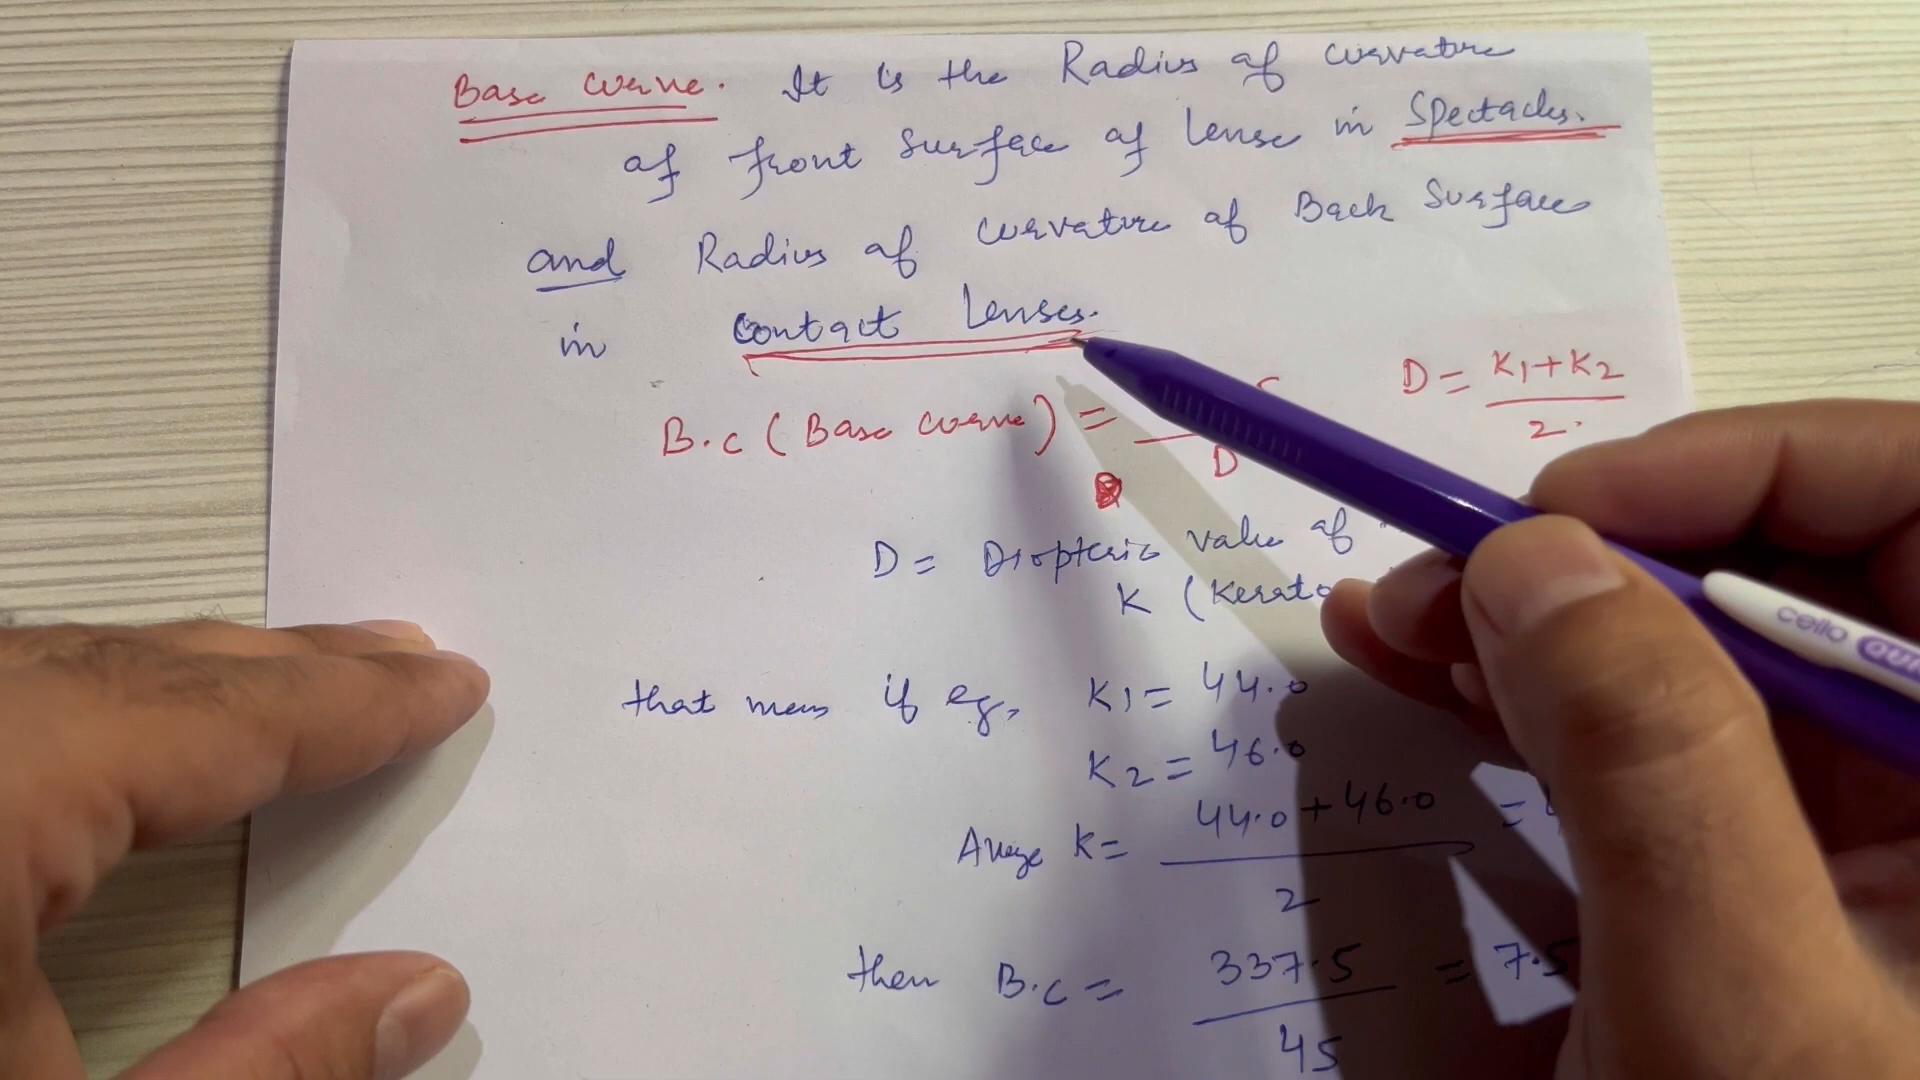 Base curve. It is the Radius of curvature
of front surface of lense in Spectacles.
and Radius of curvature of Back Surface
in Contact lenses.
B.C (Base curve) = D
D = K1+K2
2.
D = Dioptric value of
K (Kerato
that mens if eg, K1 = 44.0
K2 = 46.0
K = 44.0 + 46.0 =
2
then B.C = 337.5 = 7.5
45
cello